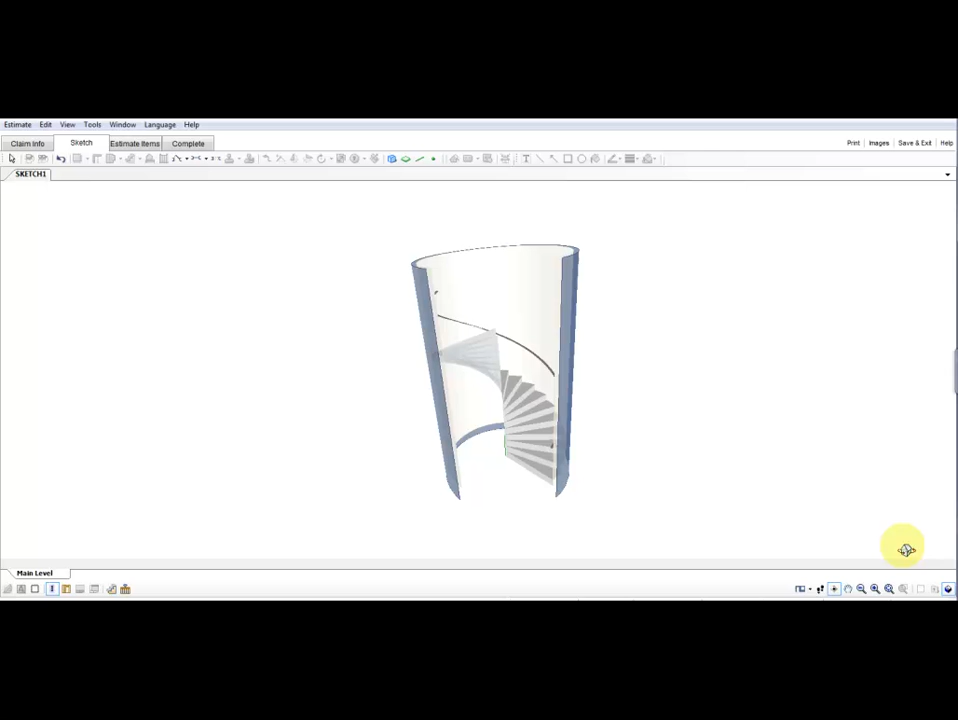 Estimate Edit View Tools Window Language Help
Claim Info Sketch Estimate Items Complete Print Images Save & Exit Help
SKETCH1
Main Level